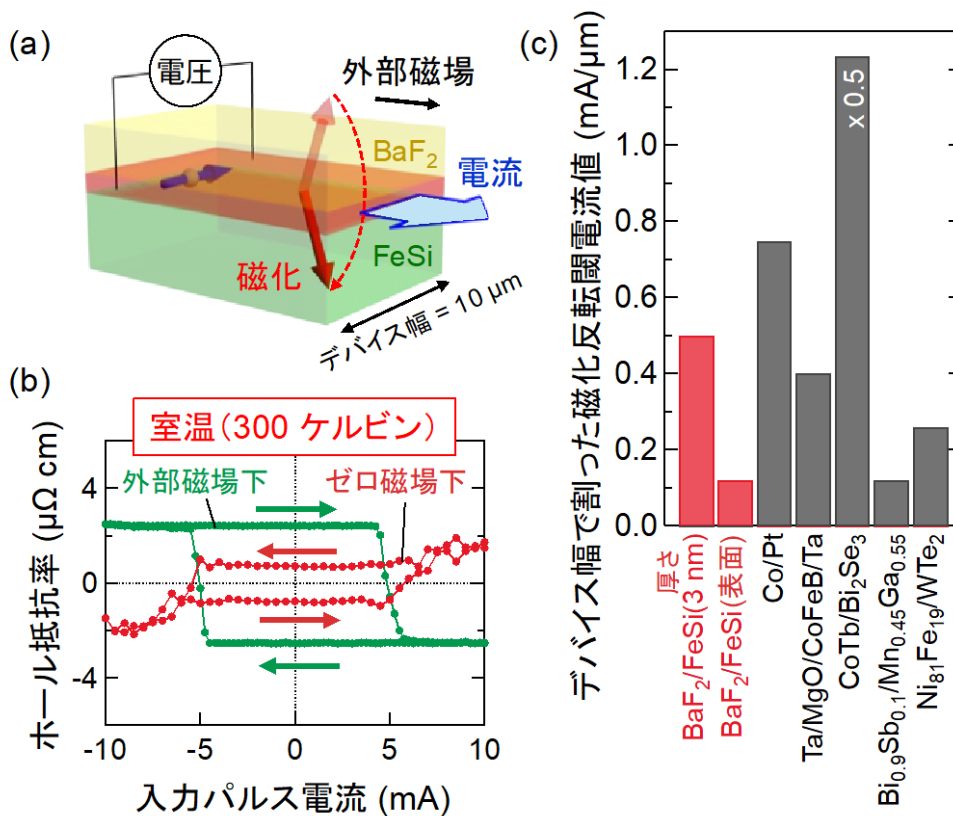 (a)
電圧
外部磁場
BaF2
電流
FeSi
磁化
デバイス幅 = 10 μm
(b)
室温（300 ケルビン）
外部磁場下
ゼロ磁場下
ホール抵抗率 (μΩ cm)
4
0
-4
-10
-5
0
5
10
入力パルス電流 (mA)
(c)
デバイス幅で割った磁化反転閾電流値 (mA/μm)
1.2
1.0
0.8
0.6
0.4
0.2
0.0
x 0.5
厚さ
BaF2/FeSi(3 nm)
BaF2/FeSi(表面)
Co/Pt
Ta/MgO/CoFeB/Ta
CoTb/Bi2Se3
Bi0.9Sb0.1/Mn0.45Ga0.55
Ni81Fe19/WTe2